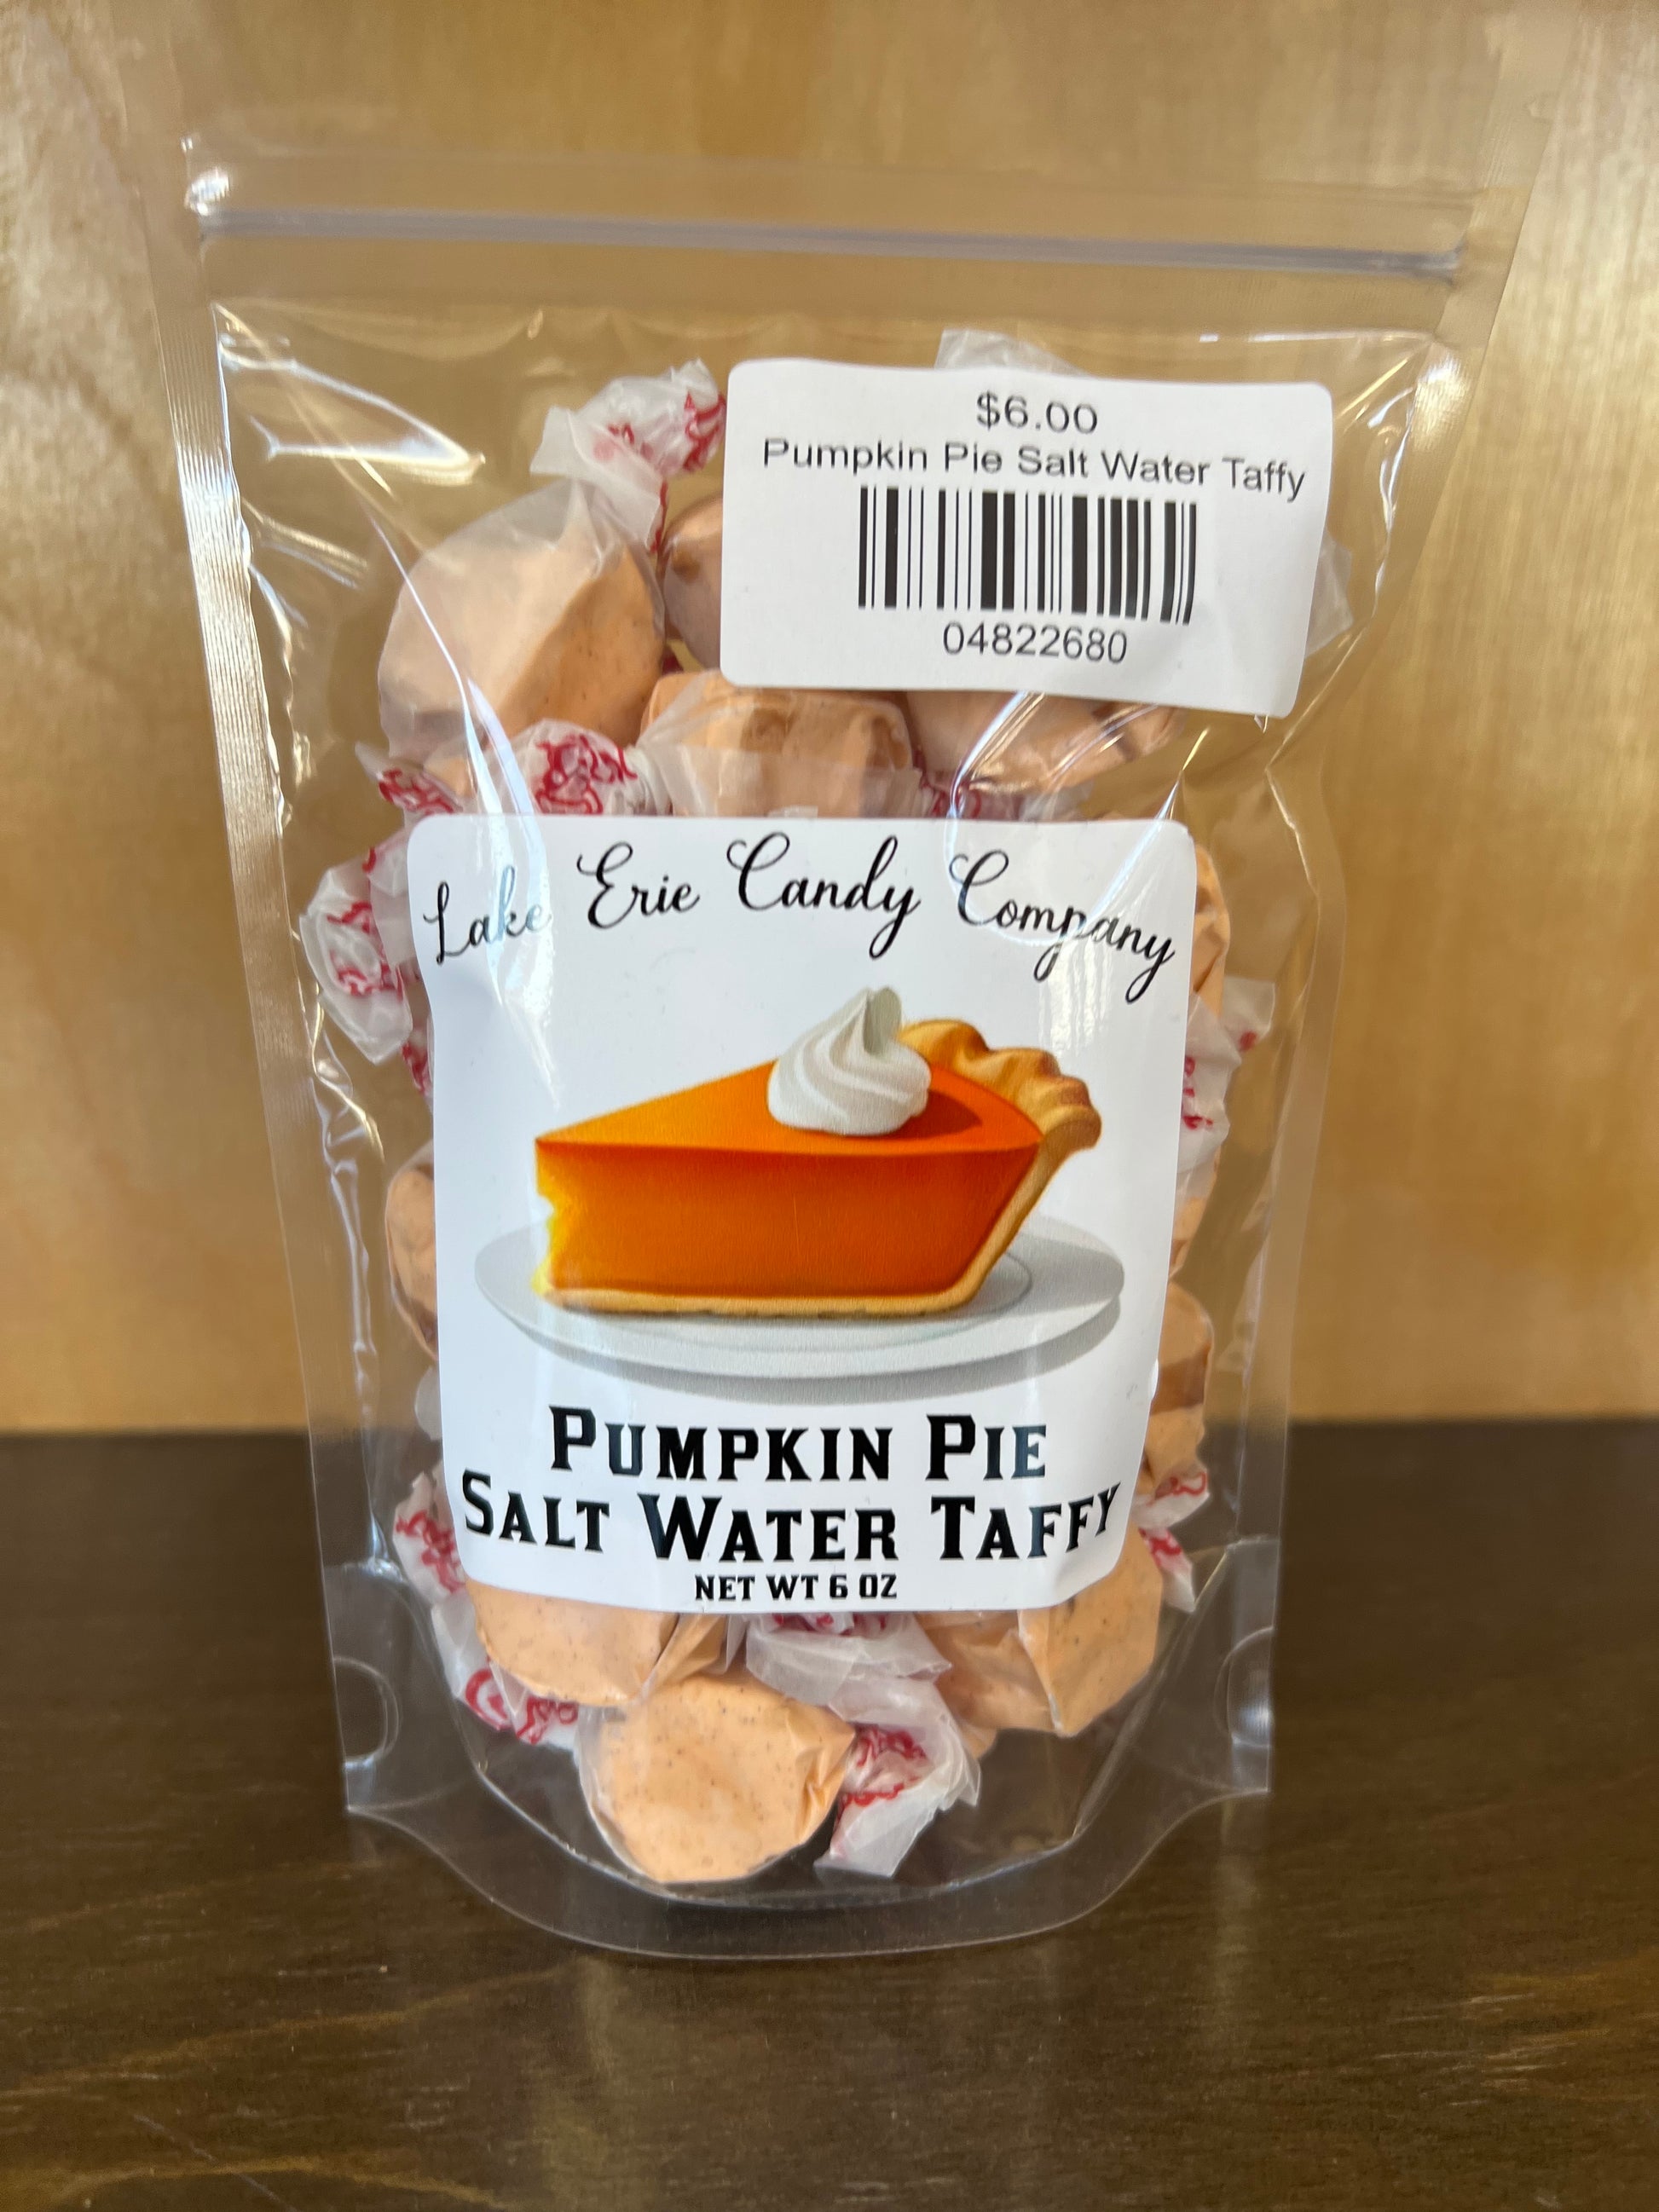 $6.00
Pumpkin Pie Salt Water Taffy
04822680
Lake Erie Candy Company
PUMPKIN PIE
SALT WATER TAFFY
NET WT 6 OZ